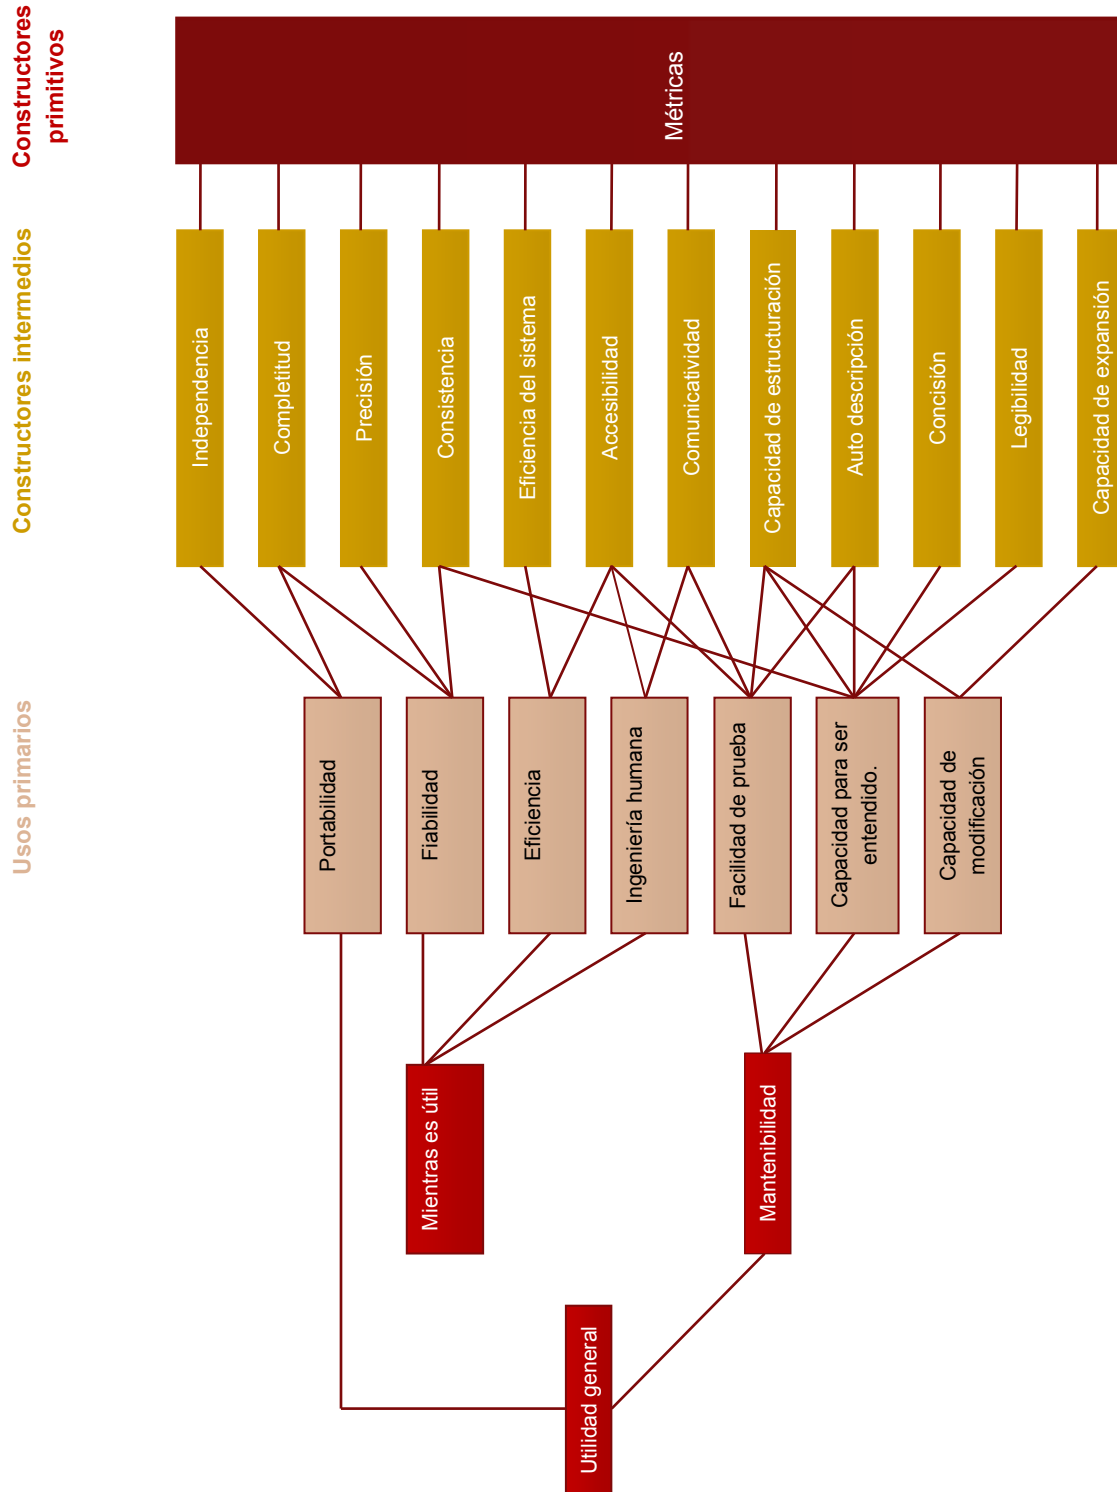 Usos primarios
Constructores intermedios
Constructores
primitivos
Utilidad general
Mientras es útil
Mantenibilidad
Portabilidad
Fiabilidad
Eficiencia
Ingeniería humana
Facilidad de prueba
Capacidad para ser
entendido.
Capacidad de
modificación
Independencia
Completitud
Precisión
Consistencia
Eficiencia del sistema
Accesibilidad
Comunicatividad
Capacidad de estructuración
Auto descripción
Concisión
Legibilidad
Capacidad de expansión
Métricas